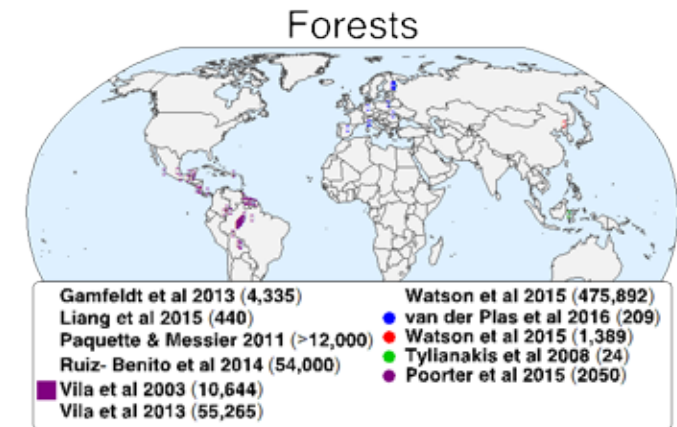 Forests
Gamfeldt et al 2013 (4,335)
Liang et al 2015 (440)
Paquette & Messier 2011 (>12,000)
Ruiz- Benito et al 2014 (54,000)
Vila et al 2003 (10,644)
Vila et al 2013 (55,265)
Watson et al 2015 (475,892)
van der Plas et al 2016 (209)
Watson et al 2015 (1,389)
Tylianakis et al 2008 (24)
Poorter et al 2015 (2050)